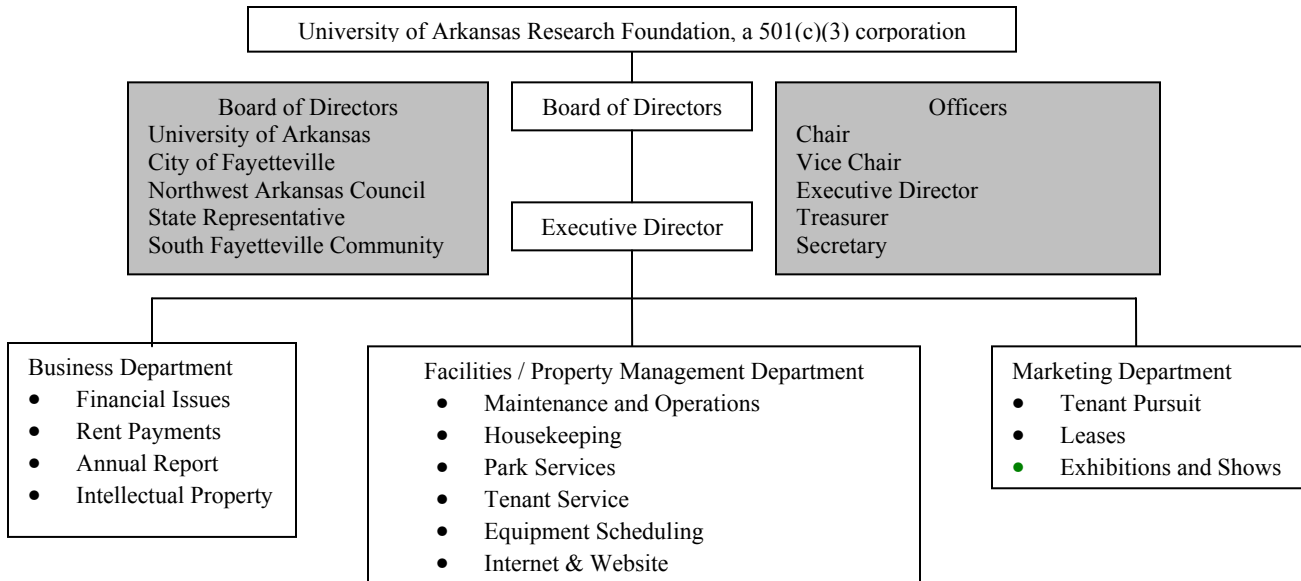 University of Arkansas Research Foundation, a 501(c)(3) corporation
Board of Directors
University of Arkansas
City of Fayetteville
Northwest Arkansas Council
State Representative
South Fayetteville Community
Board of Directors
Executive Director
Officers
Chair
Vice Chair
Executive Director
Treasurer
Secretary
Business Department
• Financial Issues
• Rent Payments
• Annual Report
• Intellectual Property
Facilities / Property Management Department
• Maintenance and Operations
• Housekeeping
• Park Services
• Tenant Service
• Equipment Scheduling
• Internet & Website
Marketing Department
• Tenant Pursuit
• Leases
• Exhibitions and Shows